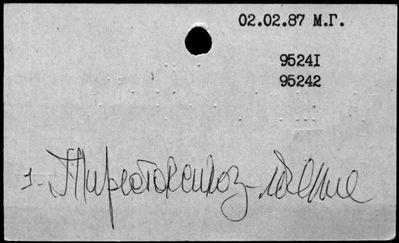 02.02.87 М.Г.
95241
95242
1. Тиреотоксикоз-лечение